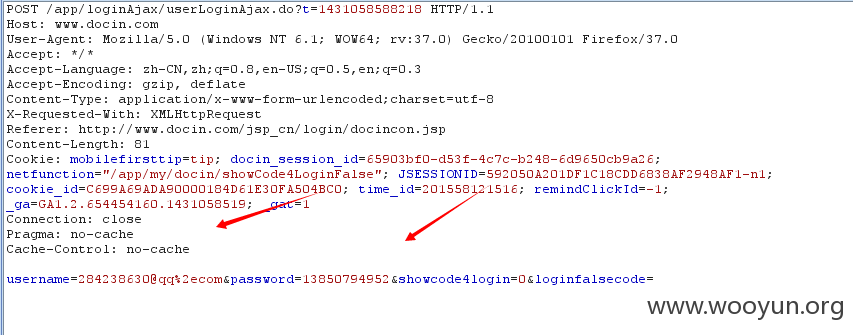 POST /app/loginAjax/userLoginAjax.do?t=1431058588218 HTTP/1.1
Host: www.docin.com
User-Agent: Mozilla/5.0 (Windows NT 6.1; WOW64; rv:37.0) Gecko/20100101 Firefox/37.0
Accept: */*
Accept-Language: zh-CN,zh;q=0.8,en-US;q=0.5,en;q=0.3
Accept-Encoding: gzip, deflate
Content-Type: application/x-www-form-urlencoded;charset=utf-8
X-Requested-With: XMLHttpRequest
Referer: http://www.docin.com/jsp_cn/login/docincon.jsp
Content-Length: 81
Cookie: mobilefirsttip=tip; docin_session_id=65903bf0-d53f-4c7c-b248-6d9650cb9a26;
netfunction="/app/my/docin/showCode4LoginFalse"; JSESSIONID=592050A201DF1C18CDD6838AF2948AF1-n1;
cookie_id=C699A69ADA90000184D61E30FA504BC0; time_id=201558121516; remindClickId=-1;
_ga=GA1.2.654454160.1431058519; _gat=1
Connection: close
Pragma: no-cache
Cache-Control: no-cache
username=284238630@qq%2ecom&password=13850794952&showcode4login=0&loginfalsecode=
www.wooyun.org